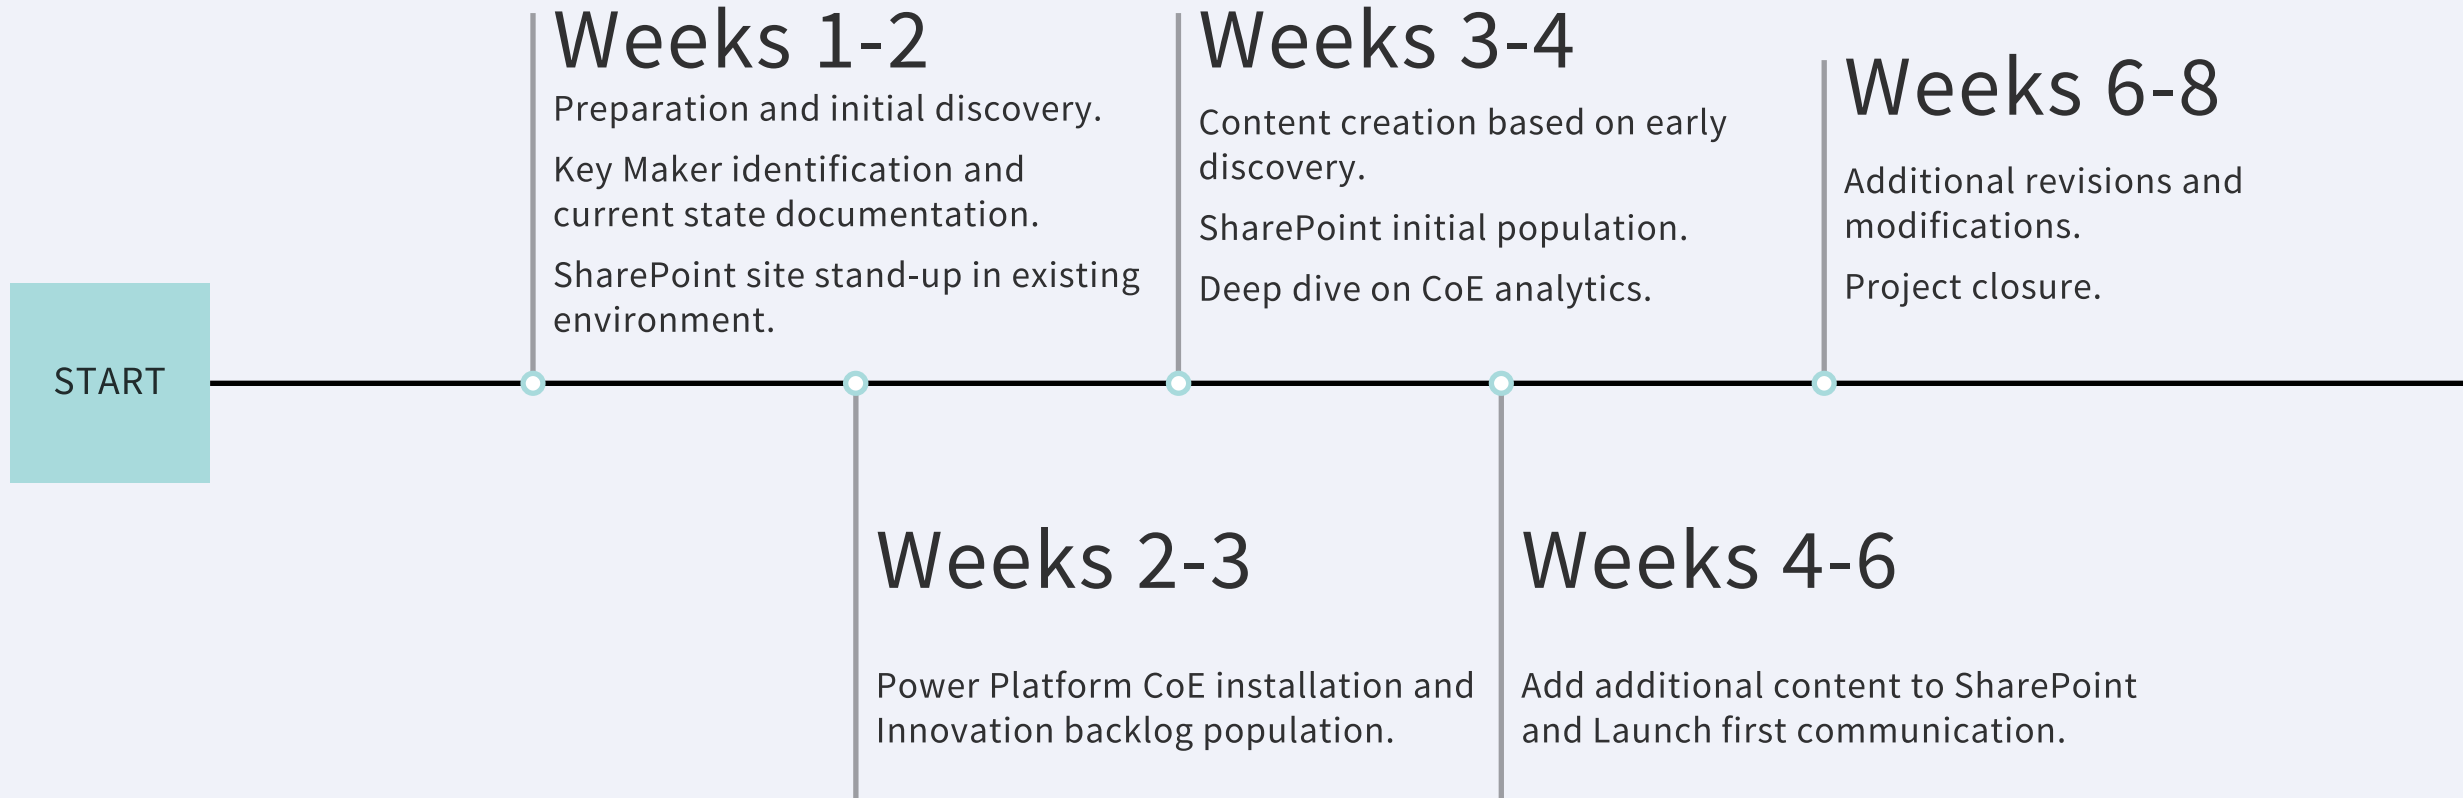 START
Weeks 1-2
Preparation and initial discovery.
Key Maker identification and
current state documentation.
SharePoint site stand-up in existing
environment.
Weeks 2-3
Power Platform CoE installation and
Innovation backlog population.
Weeks 3-4
Content creation based on early
discovery.
SharePoint initial population.
Deep dive on CoE analytics.
Weeks 4-6
Add additional content to SharePoint
and Launch first communication.
Weeks 6-8
Additional revisions and
modifications.
Project closure.